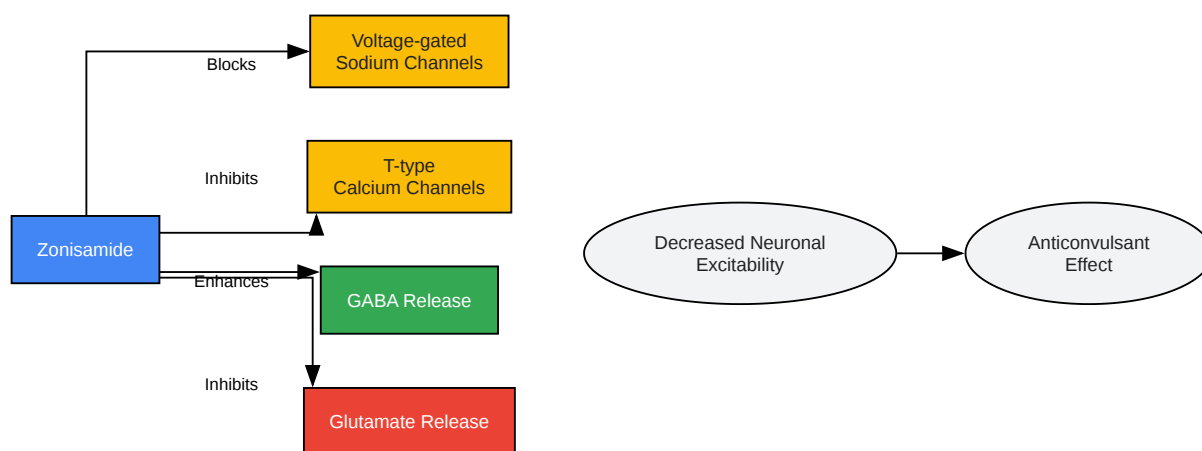 Voltage-gated
Sodium Channels
Blocks
T-type
Calcium Channels
Inhibits
Zonisamide
Decreased Neuronal
Excitability
Anticonvulsant
Effect
Enhances
GABA Release
Inhibits
Glutamate Release